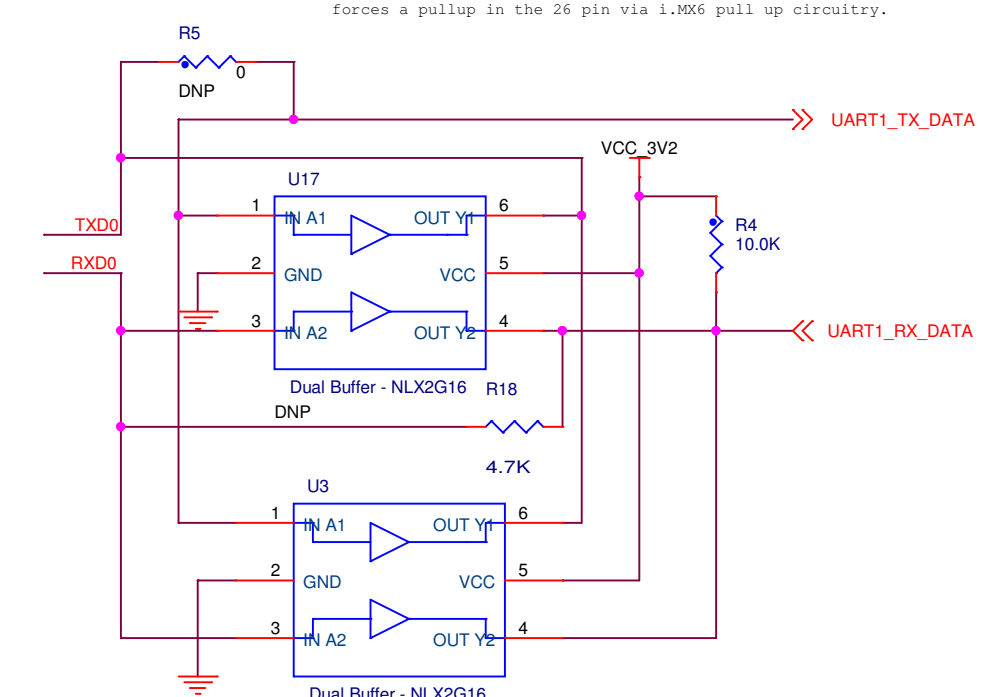 forces a pullup in the 26 pin via i.MX6 pull up circuitry.
R5
0
DNP
UART1_TX_DATA
VCC_3V2
U17
TXD0
1
IN A1
OUT Y1
6
R4
10.0K
RXD0
2
GND
VCC
5
3
IN A2
OUT Y2
4
UART1_RX_DATA
Dual Buffer - NLX2G16
R18
DNP
4.7K
U3
1
IN A1
OUT Y1
6
2
GND
VCC
5
3
IN A2
OUT Y2
4
Dual Buffer - NLX2G16